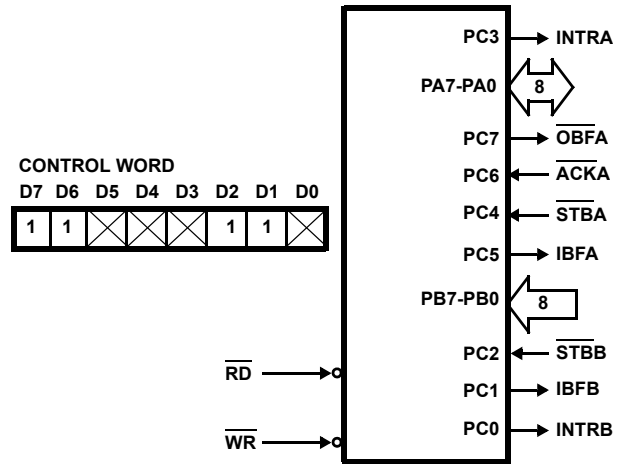 PC3 INTRA
PA7-PA0 8
PC7 OBFA
CONTROL WORD
PC6 ACKA
D7 D6 D5 D4 D3 D2 D1 D0
PC4 STBA
1 1 1 1
PC5 IBFA
PB7-PB0 8
PC2 STBB
RD
PC1 IBFB
PC0 INTRB
WR